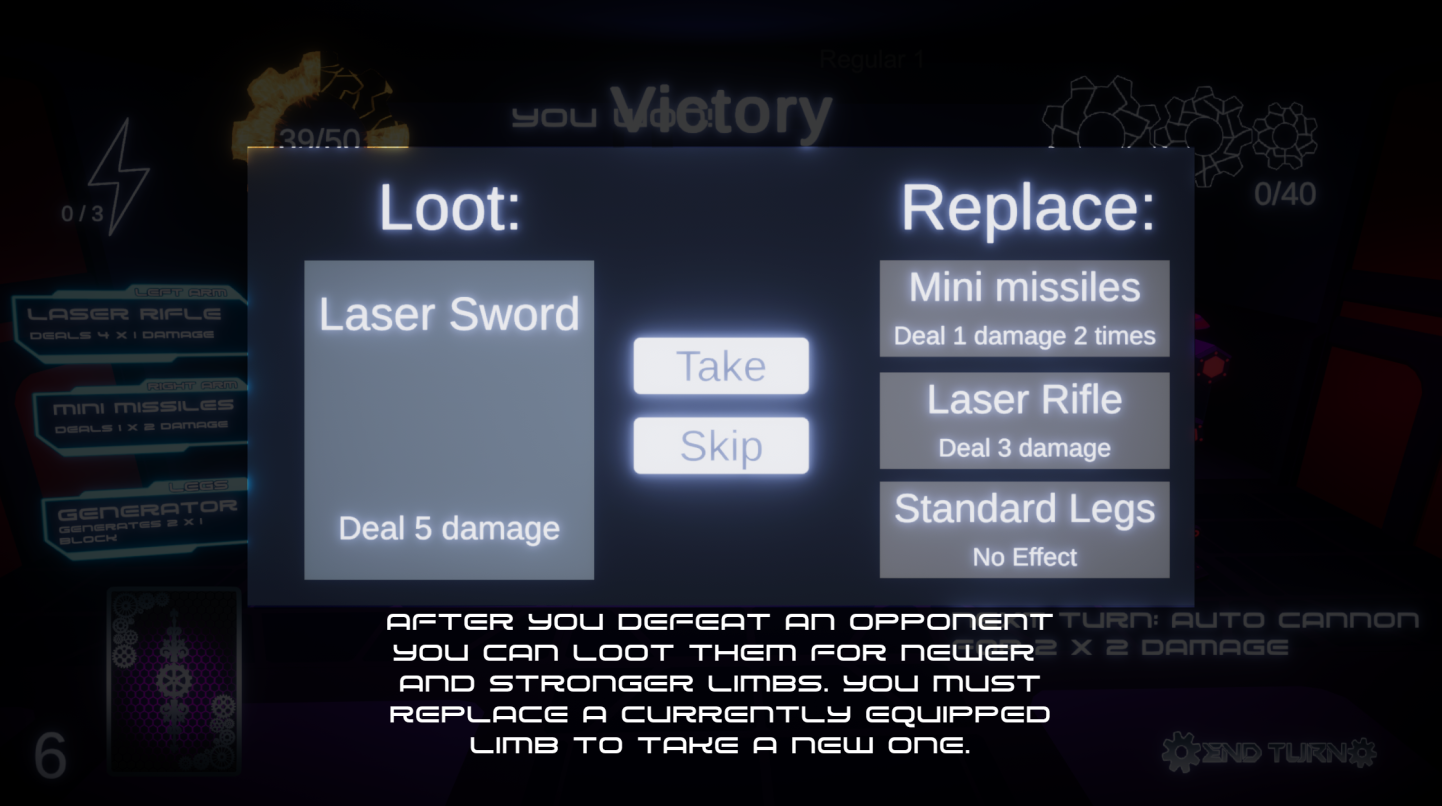 Regular 1
YOU WON!
Victory
39/50
0 / 3
0/40
Loot:
Replace:
Laser Sword
Deal 5 damage
Take
Skip
Mini missiles
Deal 1 damage 2 times
Laser Rifle
Deal 3 damage
Standard Legs
No Effect
LEFT ARM
LASER RIFLE
DEALS 4 X 1 DAMAGE
RIGHT ARM
MINI MISSILES
DEALS 1 X 2 DAMAGE
LEGS
GENERATOR
GENERATES 2 X 1
BLOCK
AFTER YOU DEFEAT AN OPPONENT
YOU CAN LOOT THEM FOR NEWER
AND STRONGER LIMBS. YOU MUST
REPLACE A CURRENTLY EQUIPPED
LIMB TO TAKE A NEW ONE.
TURN: AUTO CANNON
2 X 2 DAMAGE
6
END TURN